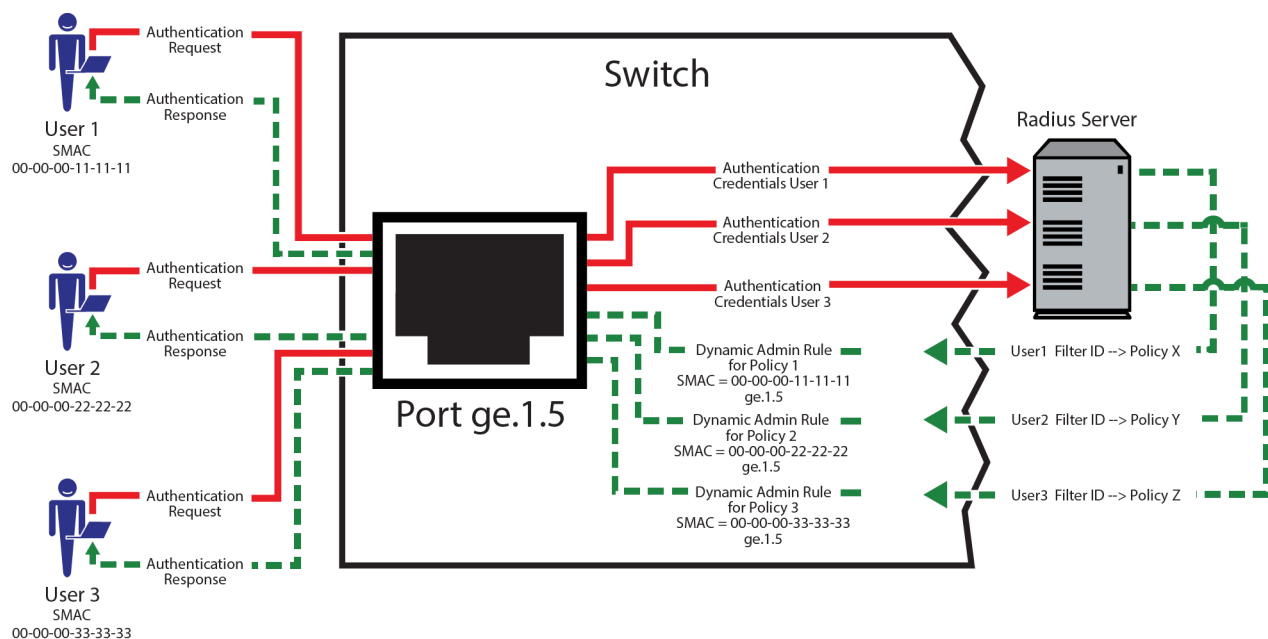 Switch
Authentication
Request
Authentication
Response
User 1
SMAC
00-00-00-11-11-11
Radius Server
Authentication
Credentials User 1
Authentication
Credentials User 2
Authentication
Credentials User 3
Authentication
Request
Authentication
Response
User 2
SMAC
00-00-00-22-22-22
Port ge.1.5
Dynamic Admin Rule
for Policy 1
SMAC = 00-00-00-11-11-11
ge.1.5
User1 Filter ID --> Policy X
Dynamic Admin Rule
for Policy 2
SMAC = 00-00-00-22-22-22
ge.1.5
User2 Filter ID --> Policy Y
Dynamic Admin Rule
for Policy 3
SMAC = 00-00-00-33-33-33
ge.1.5
User3 Filter ID --> Policy Z
Authentication
Request
Authentication
Response
User 3
SMAC
00-00-00-33-33-33